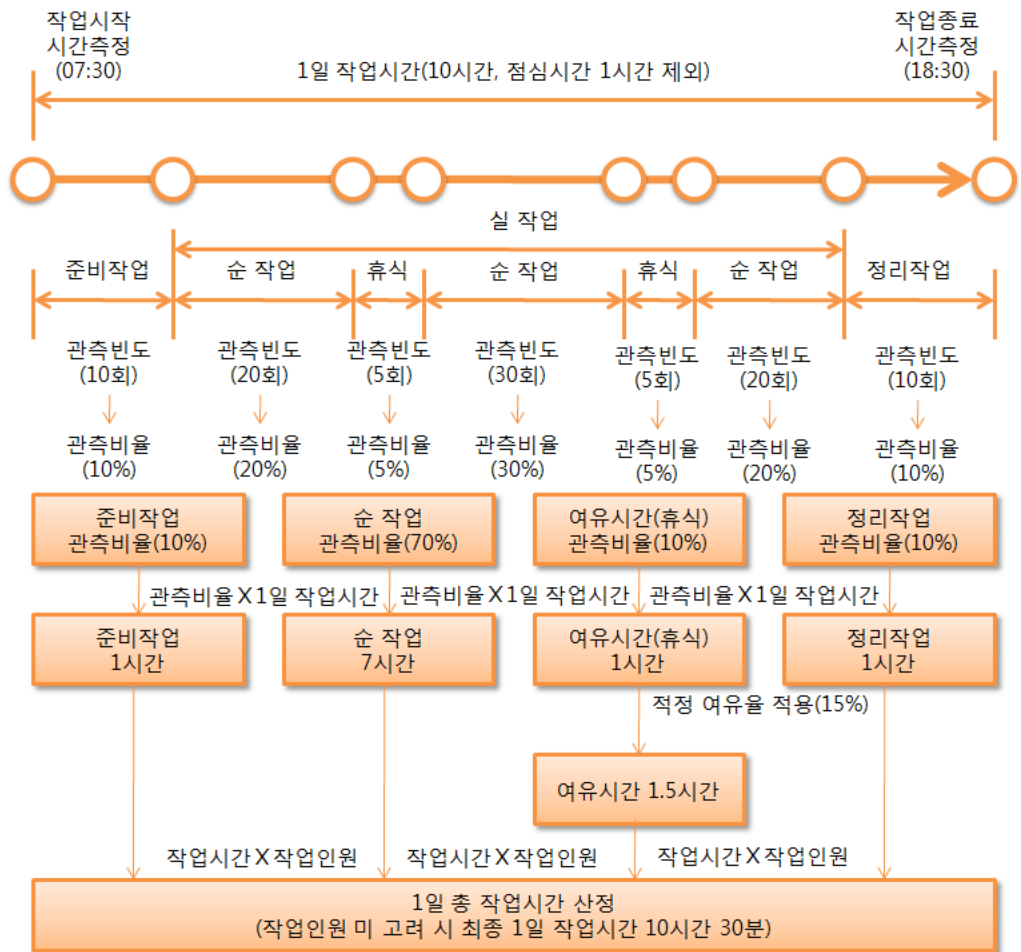 작업시작
시간측정
(07:30)
작업종료
시간측정
(18:30)
1일 작업시간(10시간, 점심시간 1시간 제외)
실 작업
준비작업
순 작업
휴식
순 작업
휴식
순 작업
정리작업
관측빈도
(10회)
관측빈도
(20회)
관측빈도
(5회)
관측빈도
(30회)
관측빈도
(5회)
관측빈도
(20회)
관측빈도
(10회)
관측비율
(10%)
관측비율
(20%)
관측비율
(5%)
관측비율
(30%)
관측비율
(5%)
관측비율
(20%)
관측비율
(10%)
준비작업
관측비율(10%)
순 작업
관측비율(70%)
여유시간(휴식)
관측비율(10%)
정리작업
관측비율(10%)
관측비율X1일 작업시간
관측비율X1일 작업시간
관측비율X1일 작업시간
준비작업
1시간
순 작업
7시간
여유시간(휴식)
1시간
정리작업
1시간
적정 여유율 적용(15%)
여유시간 1.5시간
작업시간X작업인원
작업시간X작업인원
작업시간X작업인원
1일 총 작업시간 산정
(작업인원 미 고려 시 최종 1일 작업시간 10시간 30분)